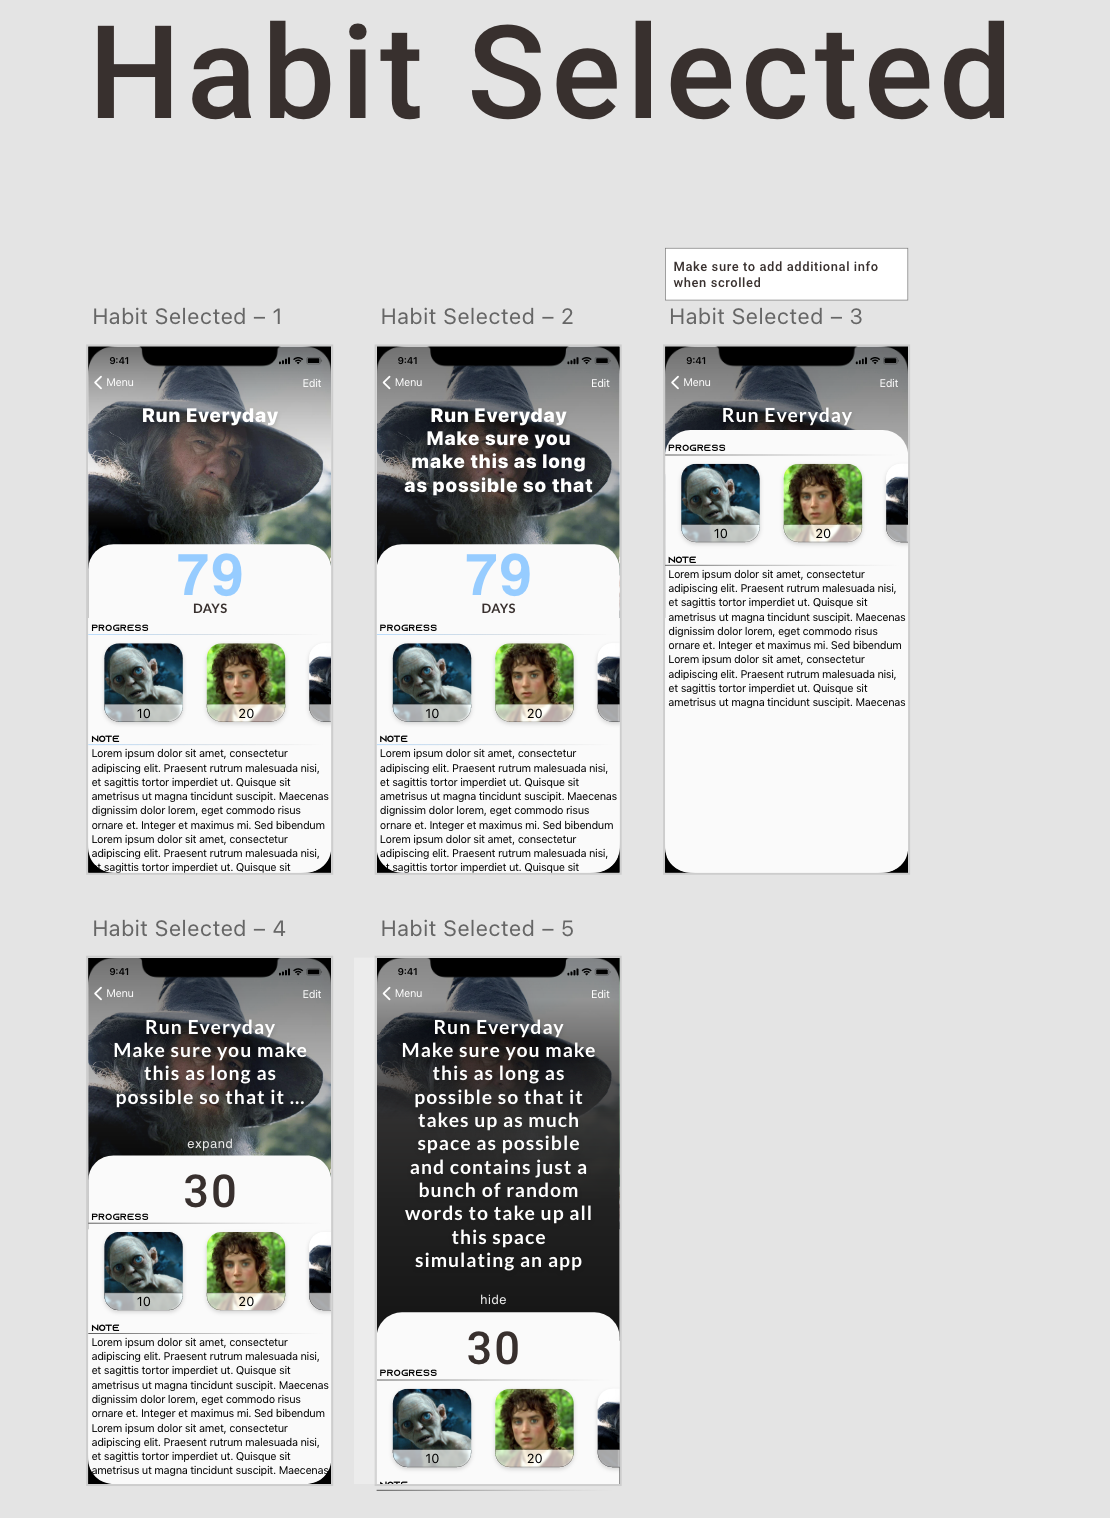 Habit Selected
Make sure to add additional info
when scrolled
Habit Selected – 1
Habit Selected – 2
Habit Selected – 3
9:41
Menu
Edit
Run Everyday
79
DAYS
PROGRESS
10
20
NOTE
Lorem ipsum dolor sit amet, consectetur
adipiscing elit. Praesent rutrum malesuada nisi,
et sagittis tortor imperdiet ut. Quisque sit
ametrisus ut magna tincidunt suscipit. Maecenas
dignissim dolor lorem, eget commodo risus
ornare et. Integer et maximus mi. Sed bibendum
Lorem ipsum dolor sit amet, consectetur
adipiscing elit. Praesent rutrum malesuada nisi,
et sagittis tortor imperdiet ut. Quisque sit
9:41
Menu
Edit
Run Everyday
Make sure you
make this as long
as possible so that
79
DAYS
PROGRESS
10
20
NOTE
Lorem ipsum dolor sit amet, consectetur
adipiscing elit. Praesent rutrum malesuada nisi,
et sagittis tortor imperdiet ut. Quisque sit
ametrisus ut magna tincidunt suscipit. Maecenas
dignissim dolor lorem, eget commodo risus
ornare et. Integer et maximus mi. Sed bibendum
Lorem ipsum dolor sit amet, consectetur
adipiscing elit. Praesent rutrum malesuada nisi,
et sagittis tortor imperdiet ut. Quisque sit
9:41
Menu
Edit
Run Everyday
PROGRESS
10
20
NOTE
Lorem ipsum dolor sit amet, consectetur
adipiscing elit. Praesent rutrum malesuada nisi,
et sagittis tortor imperdiet ut. Quisque sit
ametrisus ut magna tincidunt suscipit. Maecenas
dignissim dolor lorem, eget commodo risus
ornare et. Integer et maximus mi. Sed bibendum
Lorem ipsum dolor sit amet, consectetur
adipiscing elit. Praesent rutrum malesuada nisi,
et sagittis tortor imperdiet ut. Quisque sit
ametrisus ut magna tincidunt suscipit. Maecenas
Habit Selected – 4
Habit Selected – 5
9:41
Menu
Edit
Run Everyday
Make sure you make
this as long as
possible so that it ...
expand
30
PROGRESS
10
20
NOTE
Lorem ipsum dolor sit amet, consectetur
adipiscing elit. Praesent rutrum malesuada nisi,
et sagittis tortor imperdiet ut. Quisque sit
ametrisus ut magna tincidunt suscipit. Maecenas
dignissim dolor lorem, eget commodo risus
ornare et. Integer et maximus mi. Sed bibendum
Lorem ipsum dolor sit amet, consectetur
adipiscing elit. Praesent rutrum malesuada nisi,
et sagittis tortor imperdiet ut. Quisque sit
ametrisus ut magna tincidunt suscipit. Maecenas
9:41
Menu
Edit
Run Everyday
Make sure you make
this as long as
possible so that it
takes up as much
space as possible
and contains just a
bunch of random
words to take up all
this space
simulating an app
hide
30
PROGRESS
10
20
NOTE